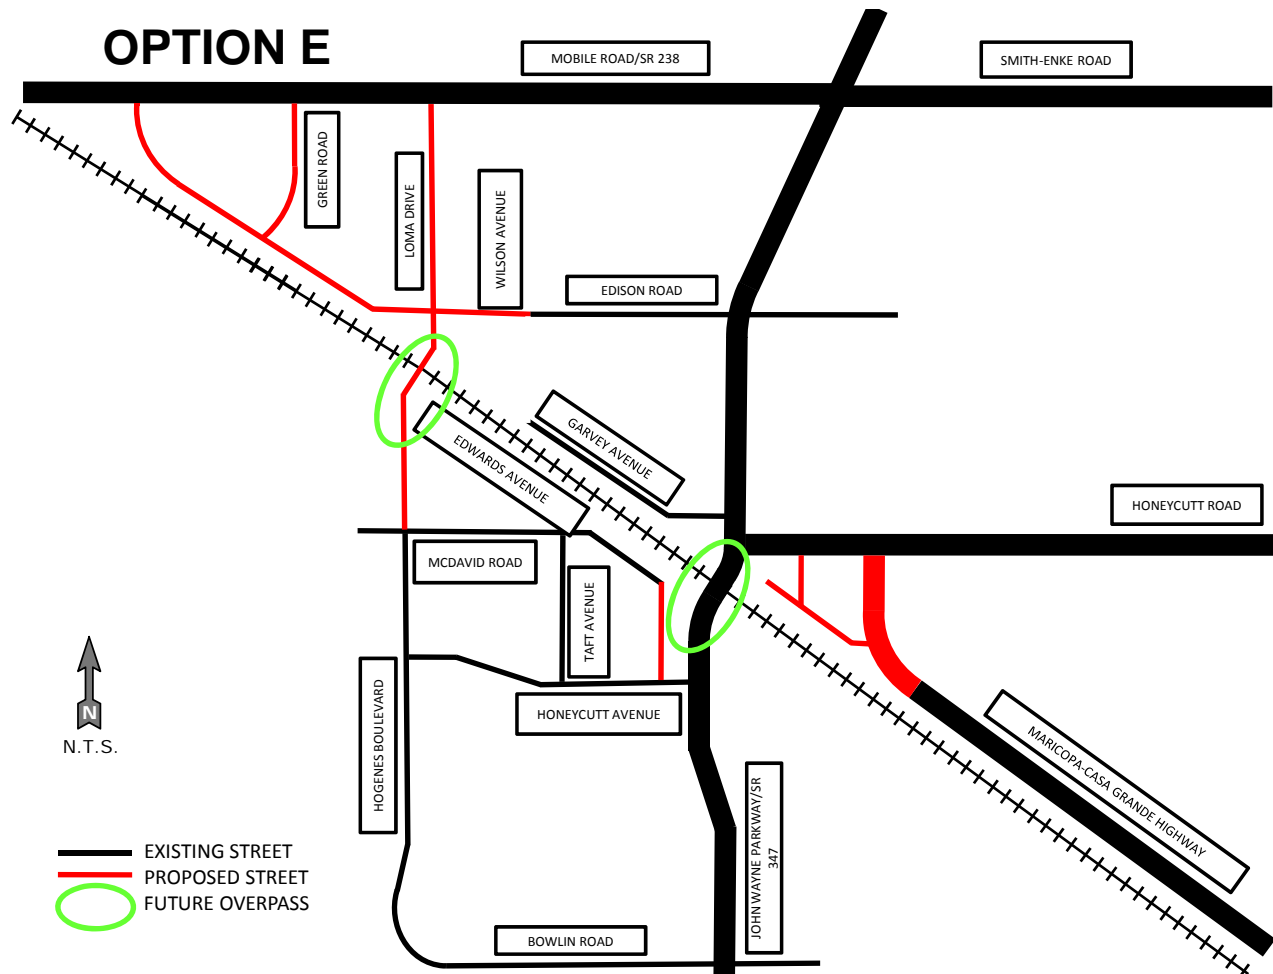 OPTION E
MOBILE ROAD/SR 238
SMITH-ENKE ROAD
GREEN ROAD
LOMA DRIVE
WILSON AVENUE
EDISON ROAD
GARVEY AVENUE
EDWARDS AVENUE
HONEYCUTT ROAD
MCDAVID ROAD
TAFT AVENUE
HONEYCUTT AVENUE
HOGENES BOULEVARD
MARICOPA-CASA GRANDE HIGHWAY
JOHN WAYNE PARKWAY/SR
347
BOWLIN ROAD
N
N.T.S.
EXISTING STREET
PROPOSED STREET
FUTURE OVERPASS